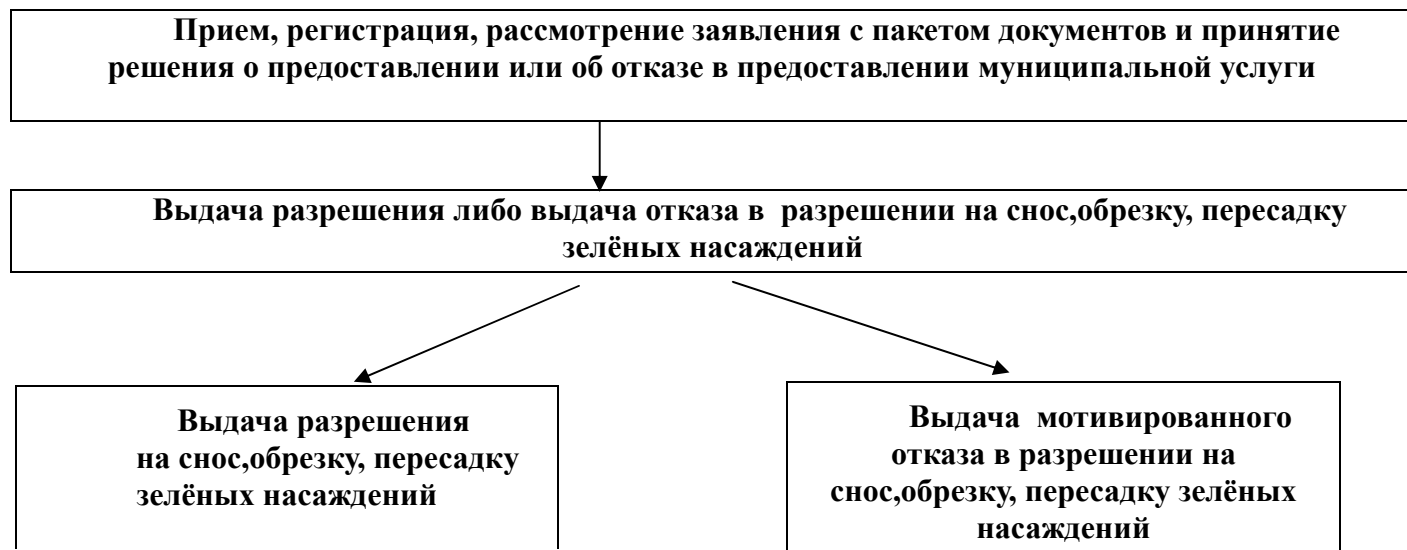 Прием, регистрация, рассмотрение заявления с пакетом документов и принятие
решения о предоставлении или об отказе в предоставлении муниципальной услуги
Выдача разрешения либо выдача отказа в  разрешении на снос,обрезку, пересадку
зелёных насаждений
Выдача разрешения
на снос,обрезку, пересадку
зелёных насаждений
Выдача  мотивированного
отказа в разрешении на
снос,обрезку, пересадку зелёных
насаждений